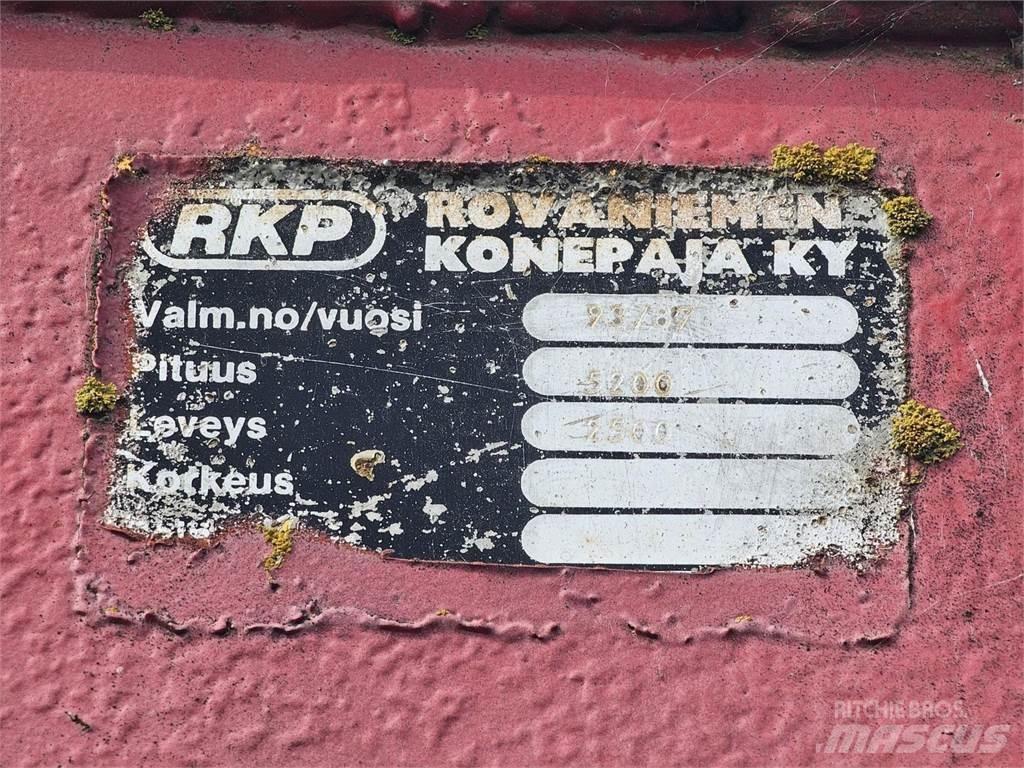 RKP
ROVANIEMEN
KONEPAJA KY
Valm.no/vuosi 93/87
Pituus 5200
Leveys 2500
Korkeus
RITCHIE BROS.
MASCUS